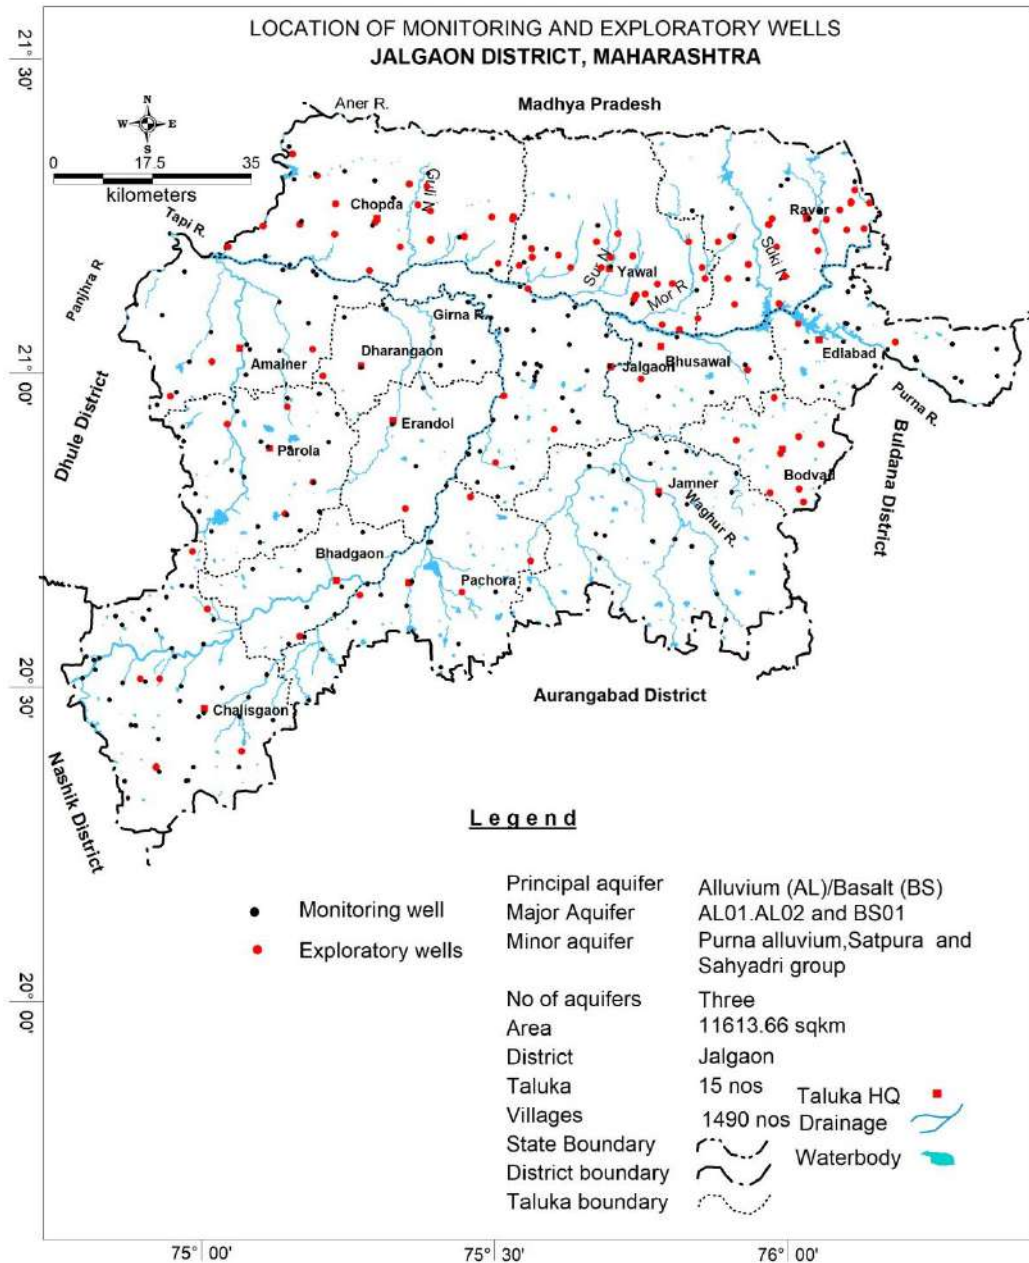 LOCATION OF MONITORING AND EXPLORATORY WELLS
JALGAON DISTRICT, MAHARASHTRA
21° 30'
21° 00'
20° 30'
20° 00'
N
W E
S
0 17.5 35
kilometers
Aner R.
Madhya Pradesh
Tapi R.
Panjhra R
Chopda
Guli N
Raver
Suki N
Sur N
Yawal
Mor R
Girna R.
Dharangaon
Amalner
Jalgaon
Bhusawal
Edlabad
Purna R.
Dhule District
Erandol
Parola
Buldana District
Bodvad
Jamner
Waghur R.
Bhadgaon
Pachora
Aurangabad District
Chalisgaon
Nashik District
Legend
Monitoring well
Exploratory wells
Principal aquifer Alluvium (AL)/Basalt (BS)
Major Aquifer AL01.AL02 and BS01
Minor aquifer Purna alluvium,Satpura and
Sahyadri group
No of aquifers Three
Area 11613.66 sqkm
District Jalgaon
Taluka 15 nos
Villages 1490 nos
State Boundary
District boundary
Taluka boundary
Taluka HQ
Drainage
Waterbody
75° 00' 75° 30' 76° 00'